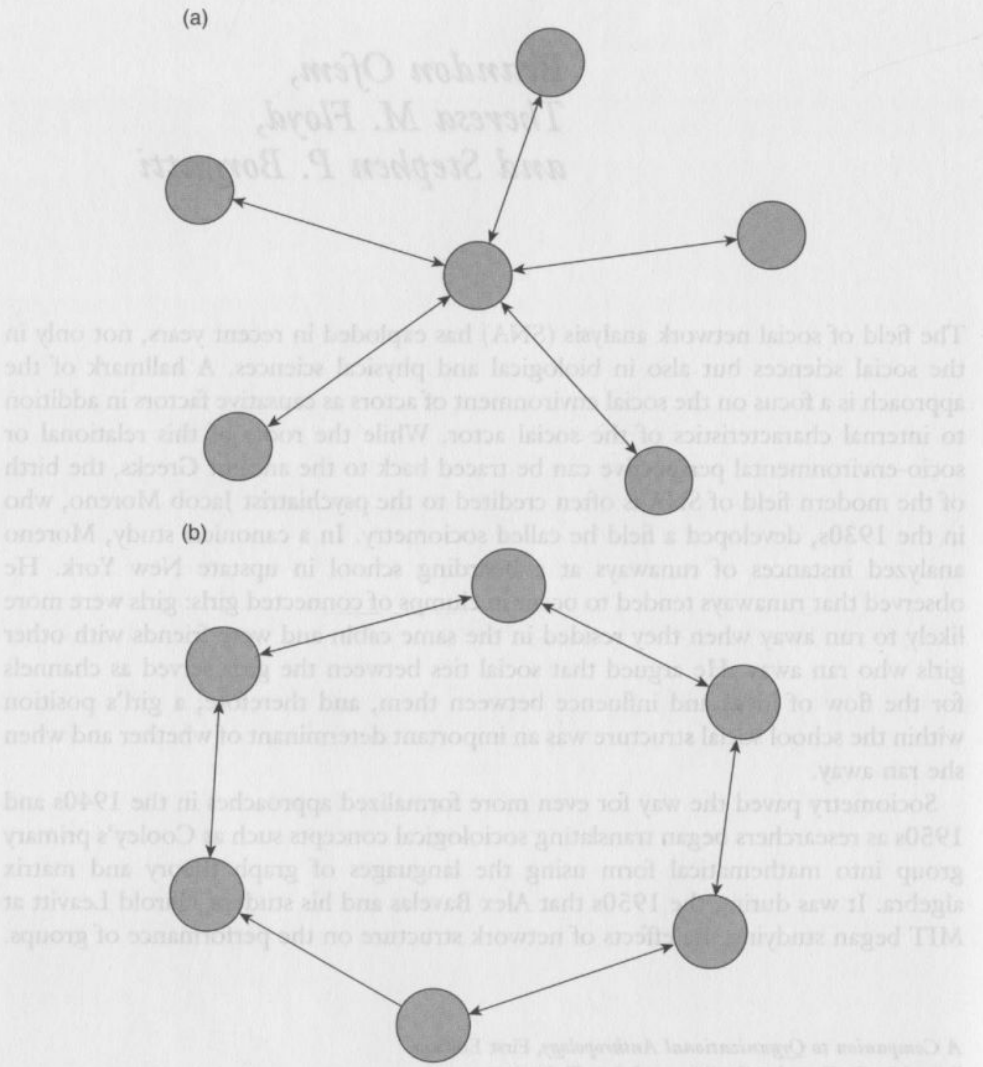 (a)
Brandon Ofem,
Theresa M. Floyd,
and Stephen P. Borgatti
The field of social network analysis (SNA) has exploded in recent years, not only in
the social sciences but also in biological and physical sciences. A hallmark of the
approach is a focus on the social environment of actors as causative factors in addition
to internal characteristics of the social actor. While the roots of this relational or
socio-environmental perspective can be traced back to the ancient Greeks, the birth
of the modern field of SNA is often credited to the psychiatrist Jacob Moreno, who
(b)
in the 1930s, developed a field he called sociometry. In a canonical study, Moreno
analyzed instances of runaways at a boarding school in upstate New York. He
observed that runaways tended to occur in clumps of connected girls: girls were more
likely to run away when they resided in the same cabin and were friends with other
girls who ran away. He argued that social ties between the girls served as channels
for the flow of and influence between them, and therefore, a girl's position
within the school social structure was an important determinant of whether and when
she ran away.
Sociometry paved the way for even more formalized approaches in the 1940s and
1950s as researchers began translating sociological concepts such as Cooley's primary
group into mathematical form using the languages of graph theory and matrix
algebra. It was during the 1950s that Alex Bavelas and his student Harold Leavitt at
MIT began studying the effects of network structure on the performance of groups.
A Companion to Organizational Anthropology, First